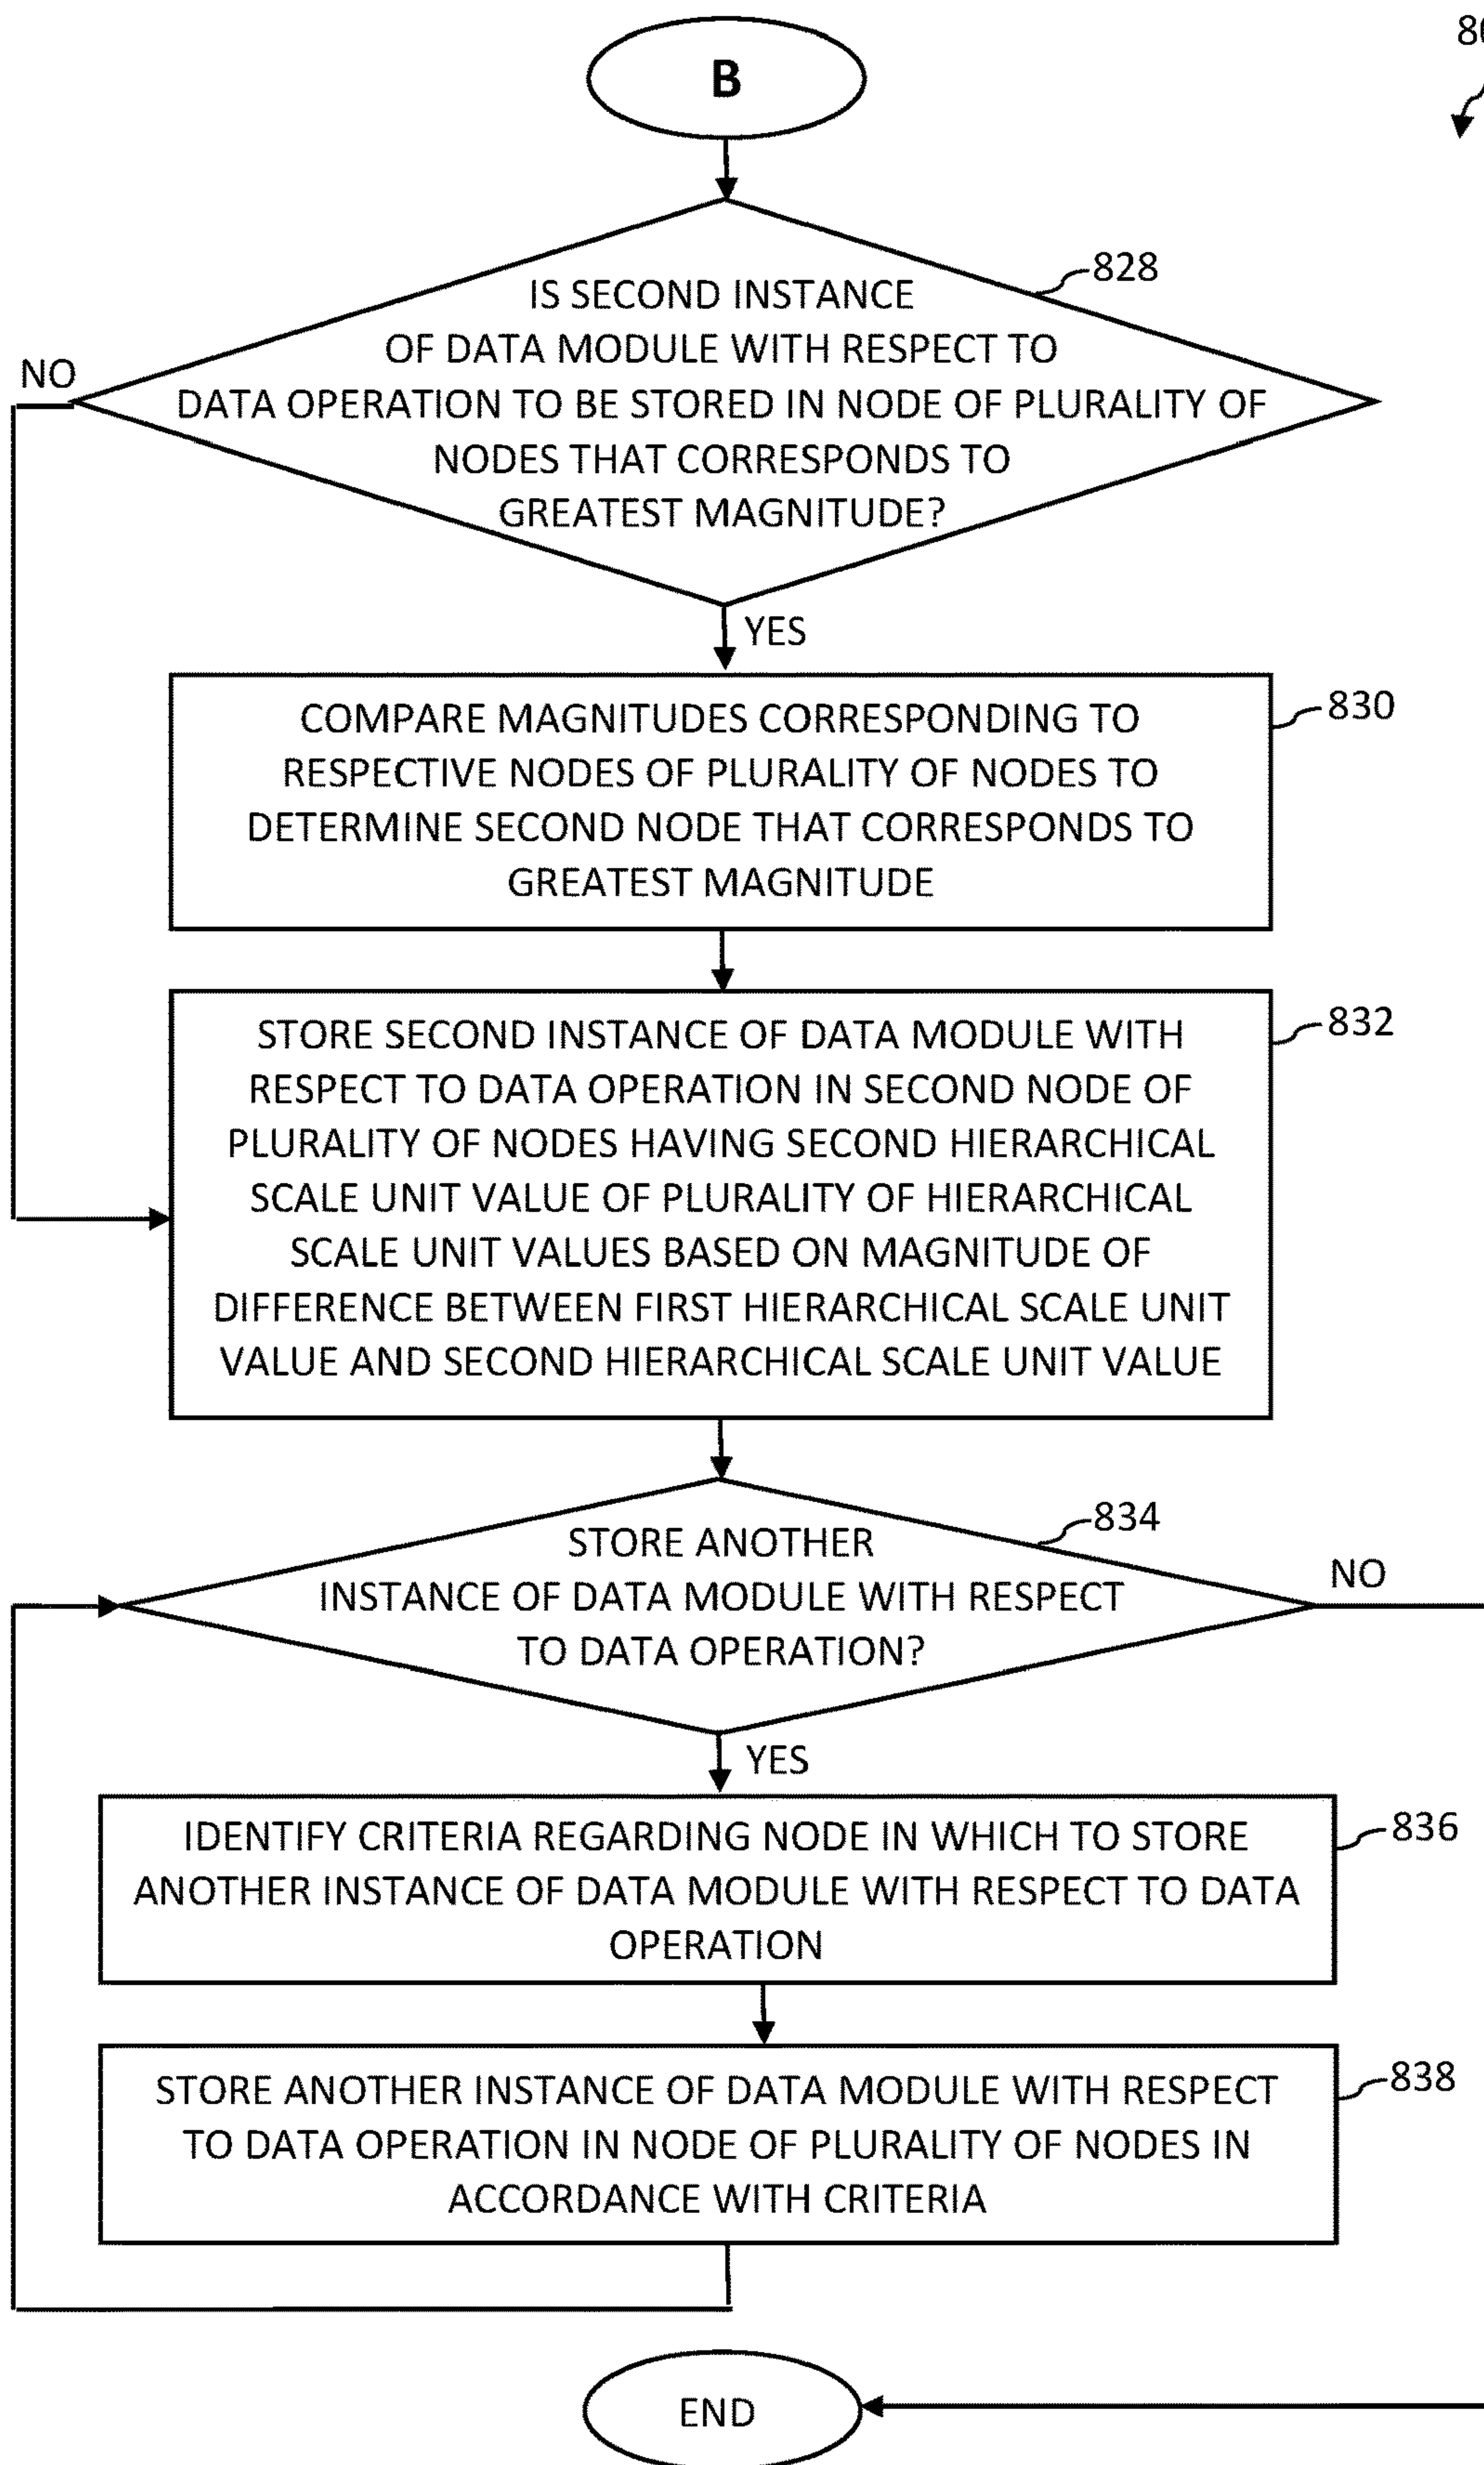 B
828
IS SECOND INSTANCE
OF DATA MODULE WITH RESPECT TO
DATA OPERATION TO BE STORED IN NODE OF PLURALITY OF
NODES THAT CORRESPONDS TO
GREATEST MAGNITUDE?
NO
YES
830
COMPARE MAGNITUDES CORRESPONDING TO
RESPECTIVE NODES OF PLURALITY OF NODES TO
DETERMINE SECOND NODE THAT CORRESPONDS TO
GREATEST MAGNITUDE
832
STORE SECOND INSTANCE OF DATA MODULE WITH
RESPECT TO DATA OPERATION IN SECOND NODE OF
PLURALITY OF NODES HAVING SECOND HIERARCHICAL
SCALE UNIT VALUE OF PLURALITY OF HIERARCHICAL
SCALE UNIT VALUES BASED ON MAGNITUDE OF
DIFFERENCE BETWEEN FIRST HIERARCHICAL SCALE UNIT
VALUE AND SECOND HIERARCHICAL SCALE UNIT VALUE
834
STORE ANOTHER
INSTANCE OF DATA MODULE WITH RESPECT
TO DATA OPERATION?
NO
YES
836
IDENTIFY CRITERIA REGARDING NODE IN WHICH TO STORE
ANOTHER INSTANCE OF DATA MODULE WITH RESPECT TO DATA
OPERATION
838
STORE ANOTHER INSTANCE OF DATA MODULE WITH RESPECT
TO DATA OPERATION IN NODE OF PLURALITY OF NODES IN
ACCORDANCE WITH CRITERIA
END